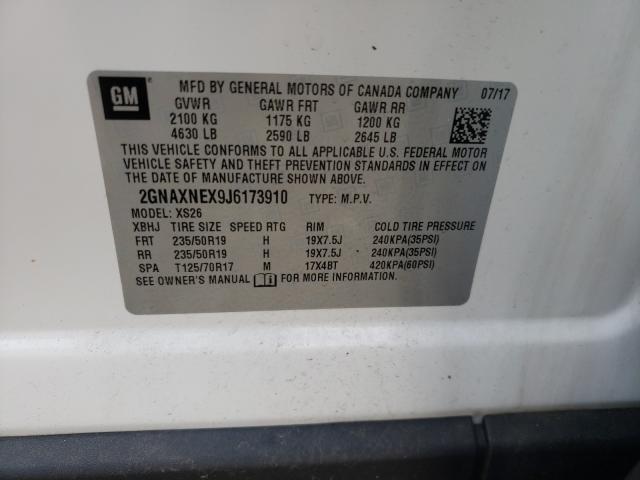 GM
MFD BY GENERAL MOTORS OF CANADA COMPANY 07/17
GVWR GAWR FRT GAWR RR
2100 KG 1175 KG 1200 KG
4630 LB 2590 LB 2645 LB
THIS VEHICLE CONFORMS TO ALL APPLICABLE U.S. FEDERAL MOTOR
VEHICLE SAFETY AND THEFT PREVENTION STANDARDS IN EFFECT ON
THE DATE OF MANUFACTURE SHOWN ABOVE.
2GNAXNEX9J6173910 TYPE: M.P.V.
MODEL: XS26
XBHJ TIRE SIZE SPEED RTG RIM COLD TIRE PRESSURE
FRT 235/50R19 H 19X7.5J 240KPA(35PSI)
RR 235/50R19 H 19X7.5J 240KPA(35PSI)
SPA T125/70R17 M 17X4BT 420KPA(60PSI)
SEE OWNER'S MANUAL FOR MORE INFORMATION.